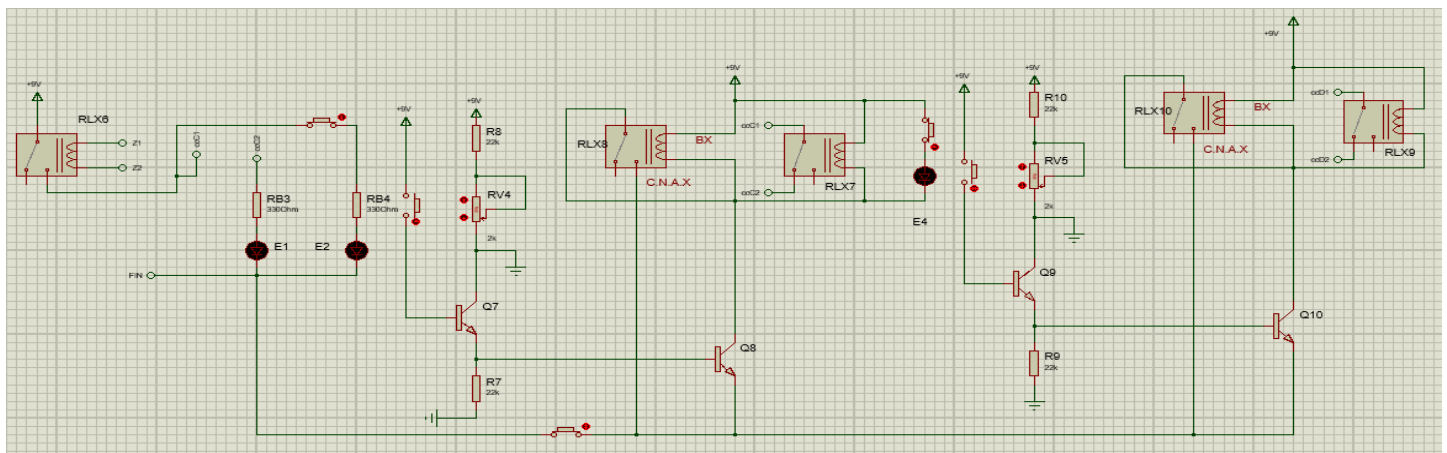 +9V
RLX6
Z1
Z2
ccC1
ccC2
RB3
330Ohm
RB4
330Ohm
E1
E2
FIN
+9V
+9V
R8
22k
RV4
2k
Q7
R7
22k
RLX8
BX
C.N.A.X
+9V
ccC1
ccC2
RLX7
Q8
E4
+9V
+9V
R10
22k
RV5
2k
Q9
R9
22k
+9V
RLX10
BX
C.N.A.X
ccD1
ccD2
RLX9
Q10